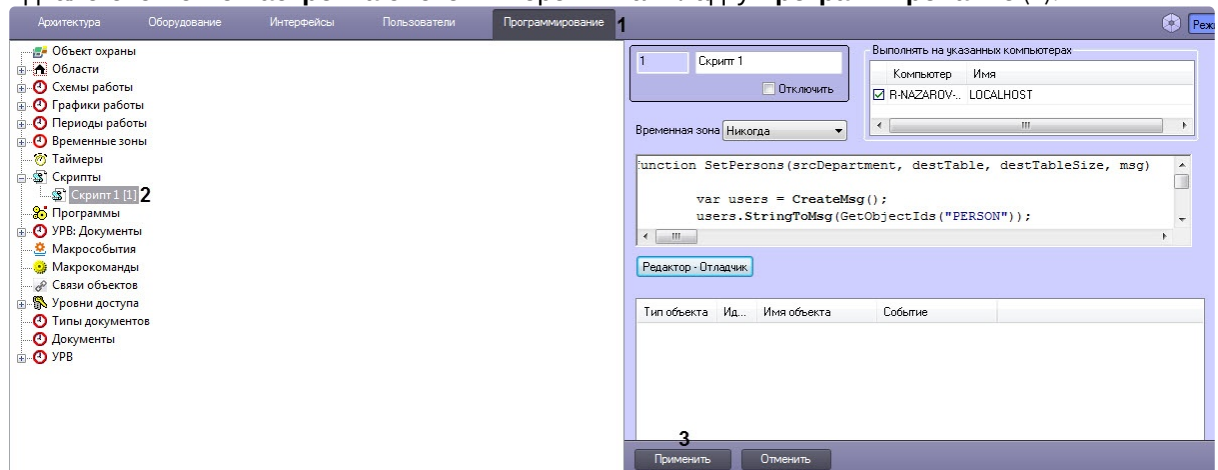 Архитектура Оборудование Интерфейсы Пользователи Программирование 1
Объект охраны
Области
Схемы работы
Графики работы
Периоды работы
Временные зоны
Таймеры
Скрипты
Скрипт 1 [1] 2
Программы
УРВ: Документы
Макрособытия
Макрокоманды
Связи объектов
Уровни доступа
Типы документов
Документы
УРВ
1 Скрипт 1
Отключить
Выполнять на указанных компьютерах
Компьютер Имя
R-NAZAROV-.. LOCALHOST
Временная зона Никогда
function SetPersons(srcDepartment, destTable, destTableSize, msg)
var users = CreateMsg();
users.StringToMsg(GetObjectIds("PERSON"));
Редактор - Отладчик
Тип объекта Ид... Имя объекта Событие
3
Применить Отменить